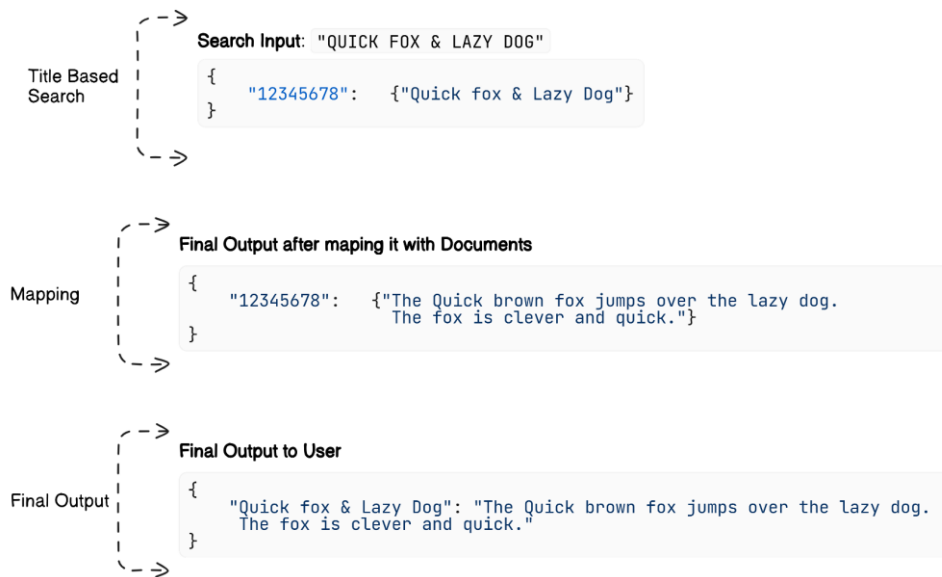 Search Input: "QUICK FOX & LAZY DOG"
Title Based
Search
{
"12345678": {"Quick fox & Lazy Dog"}
}
Final Output after maping it with Documents
Mapping
{
"12345678": {"The Quick brown fox jumps over the lazy dog.
The fox is clever and quick."}
}
Final Output to User
Final Output
{
"Quick fox & Lazy Dog": "The Quick brown fox jumps over the lazy dog.
The fox is clever and quick."
}